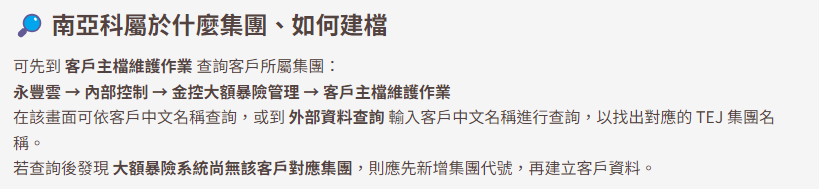 南亞科屬於什麼集團、如何建檔
可先到 客戶主檔維護作業 查詢客戶所屬集團：
永豐雲 → 內部控制 → 金控大額暴險管理 → 客戶主檔維護作業
在該畫面可依客戶中文名稱查詢，或到 外部資料查詢 輸入客戶中文名稱進行查詢，以找出對應的 TEJ 集團名
稱。
若查詢後發現 大額暴險系統尚無該客戶對應集團，則應先新增集團代號，再建立客戶資料。